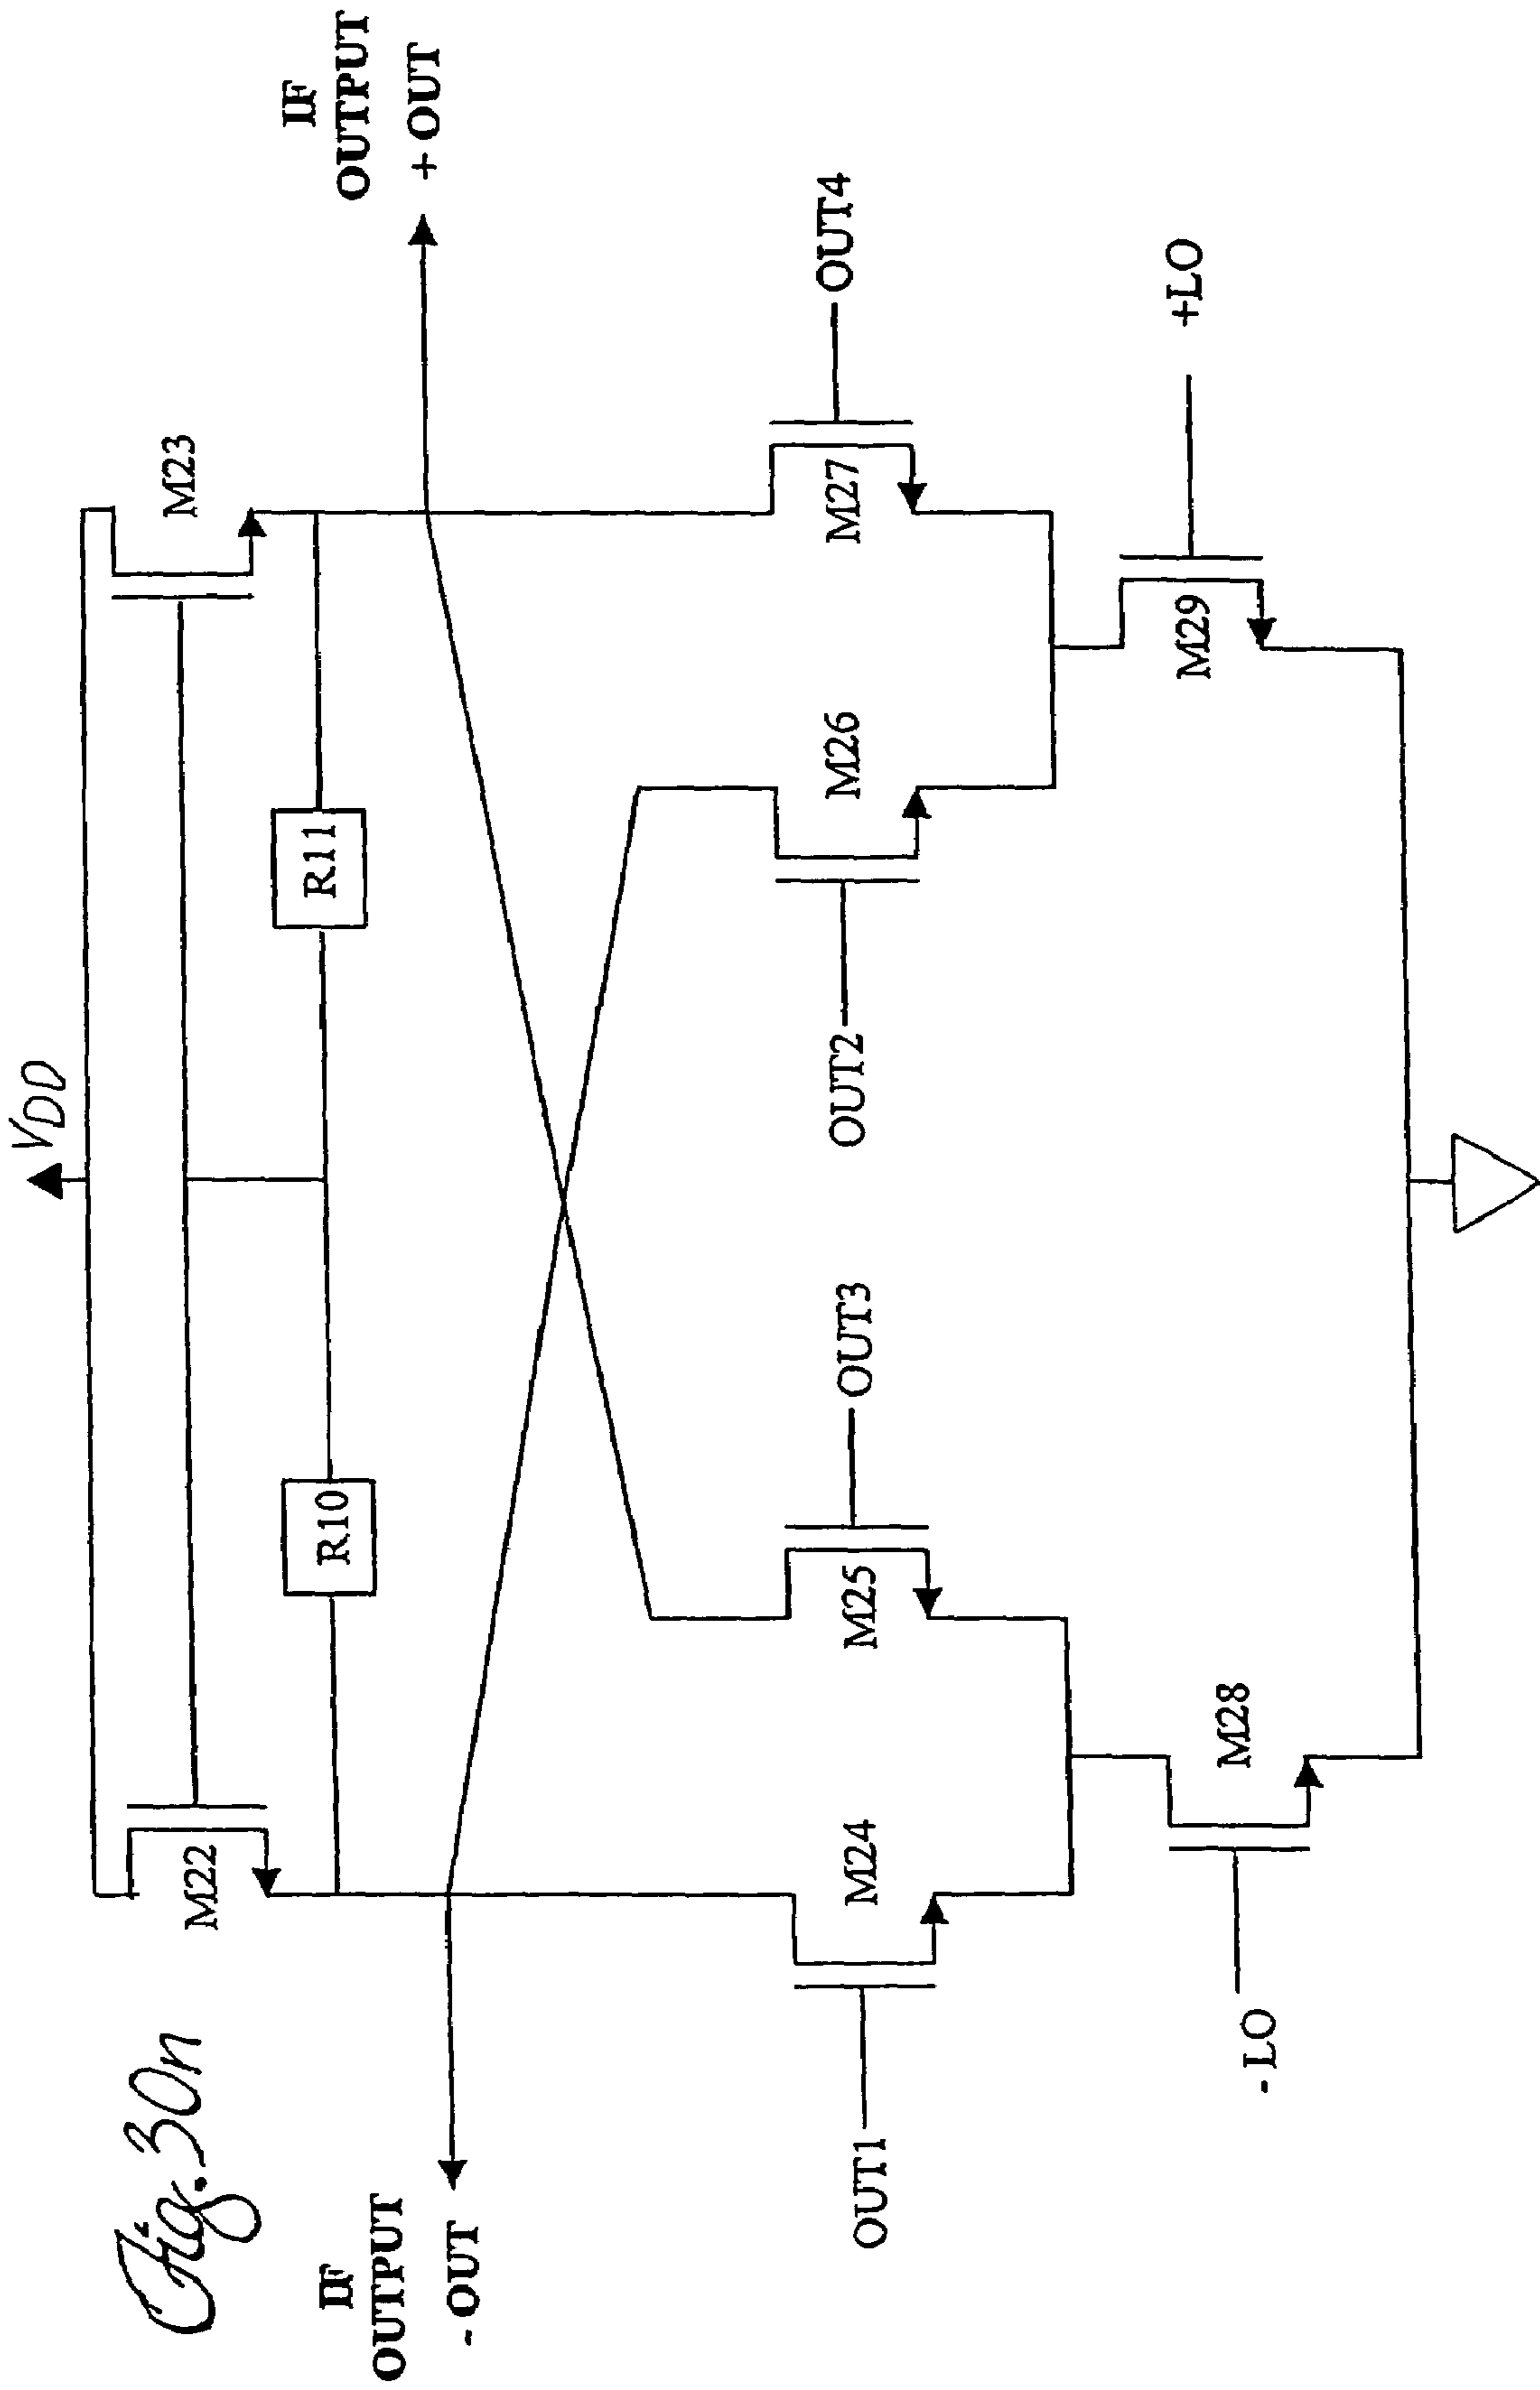 Fig. 30n
VDD
M22
M23
R10
R11
IF
OUTPUT
- OUT
IF
OUTPUT
+ OUT
OUT1
M24
M25
OUT3
OUT2
M26
M27
OUT4
- LO
M28
M29
+LO